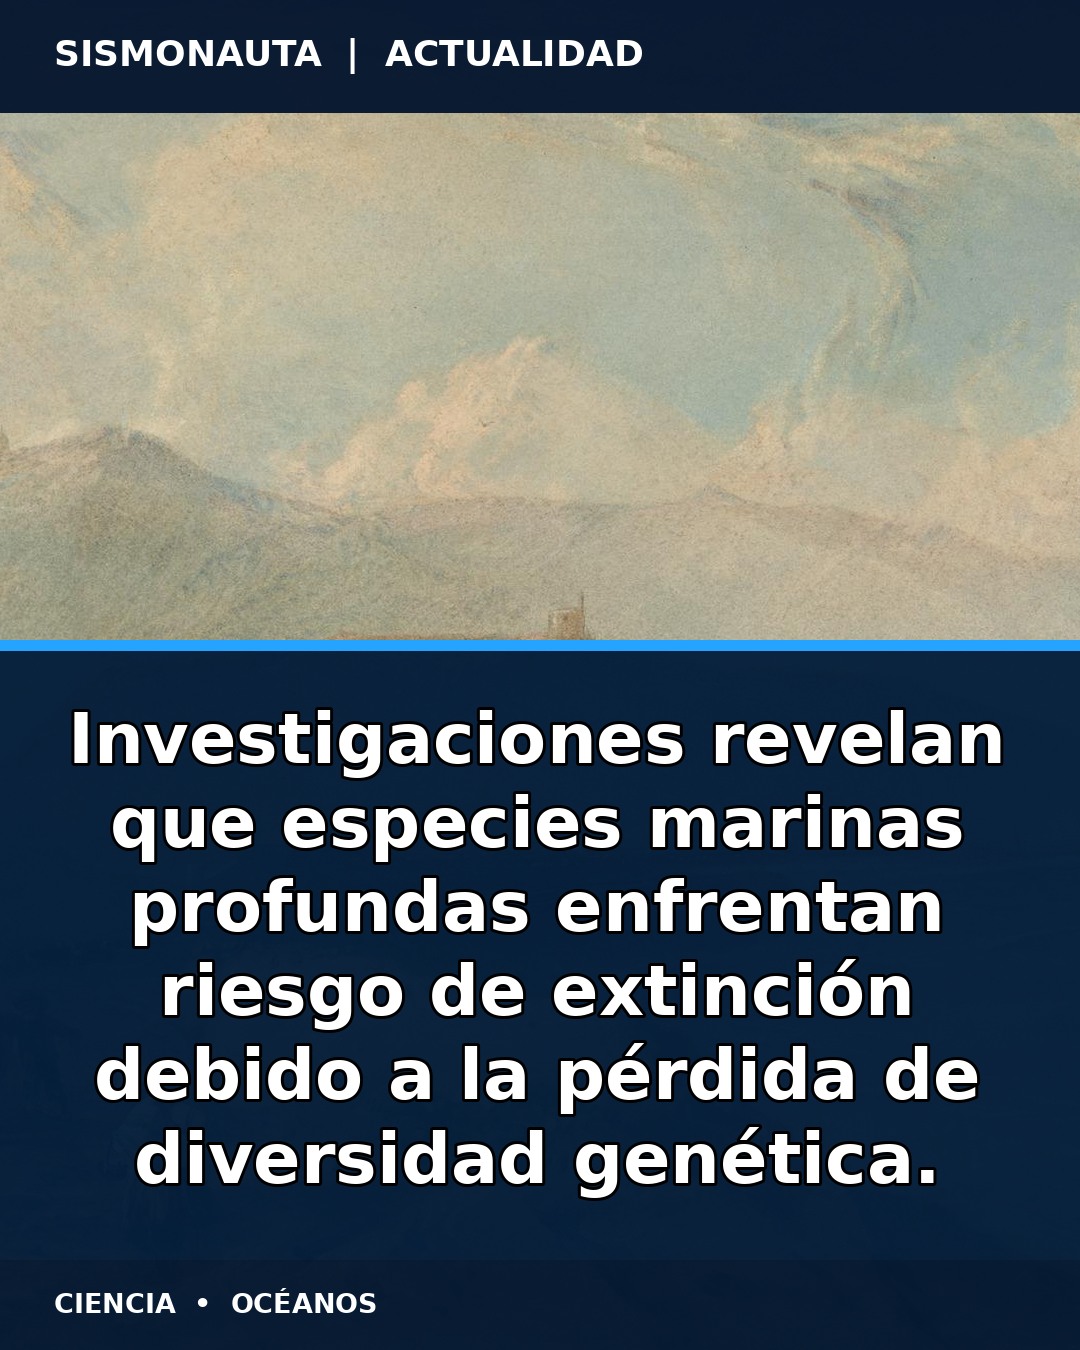 SISMONAUTA | ACTUALIDAD
Investigaciones revelan
que especies marinas
profundas enfrentan
riesgo de extinción
debido a la pérdida de
diversidad genética.
CIENCIA • OCÉANOS